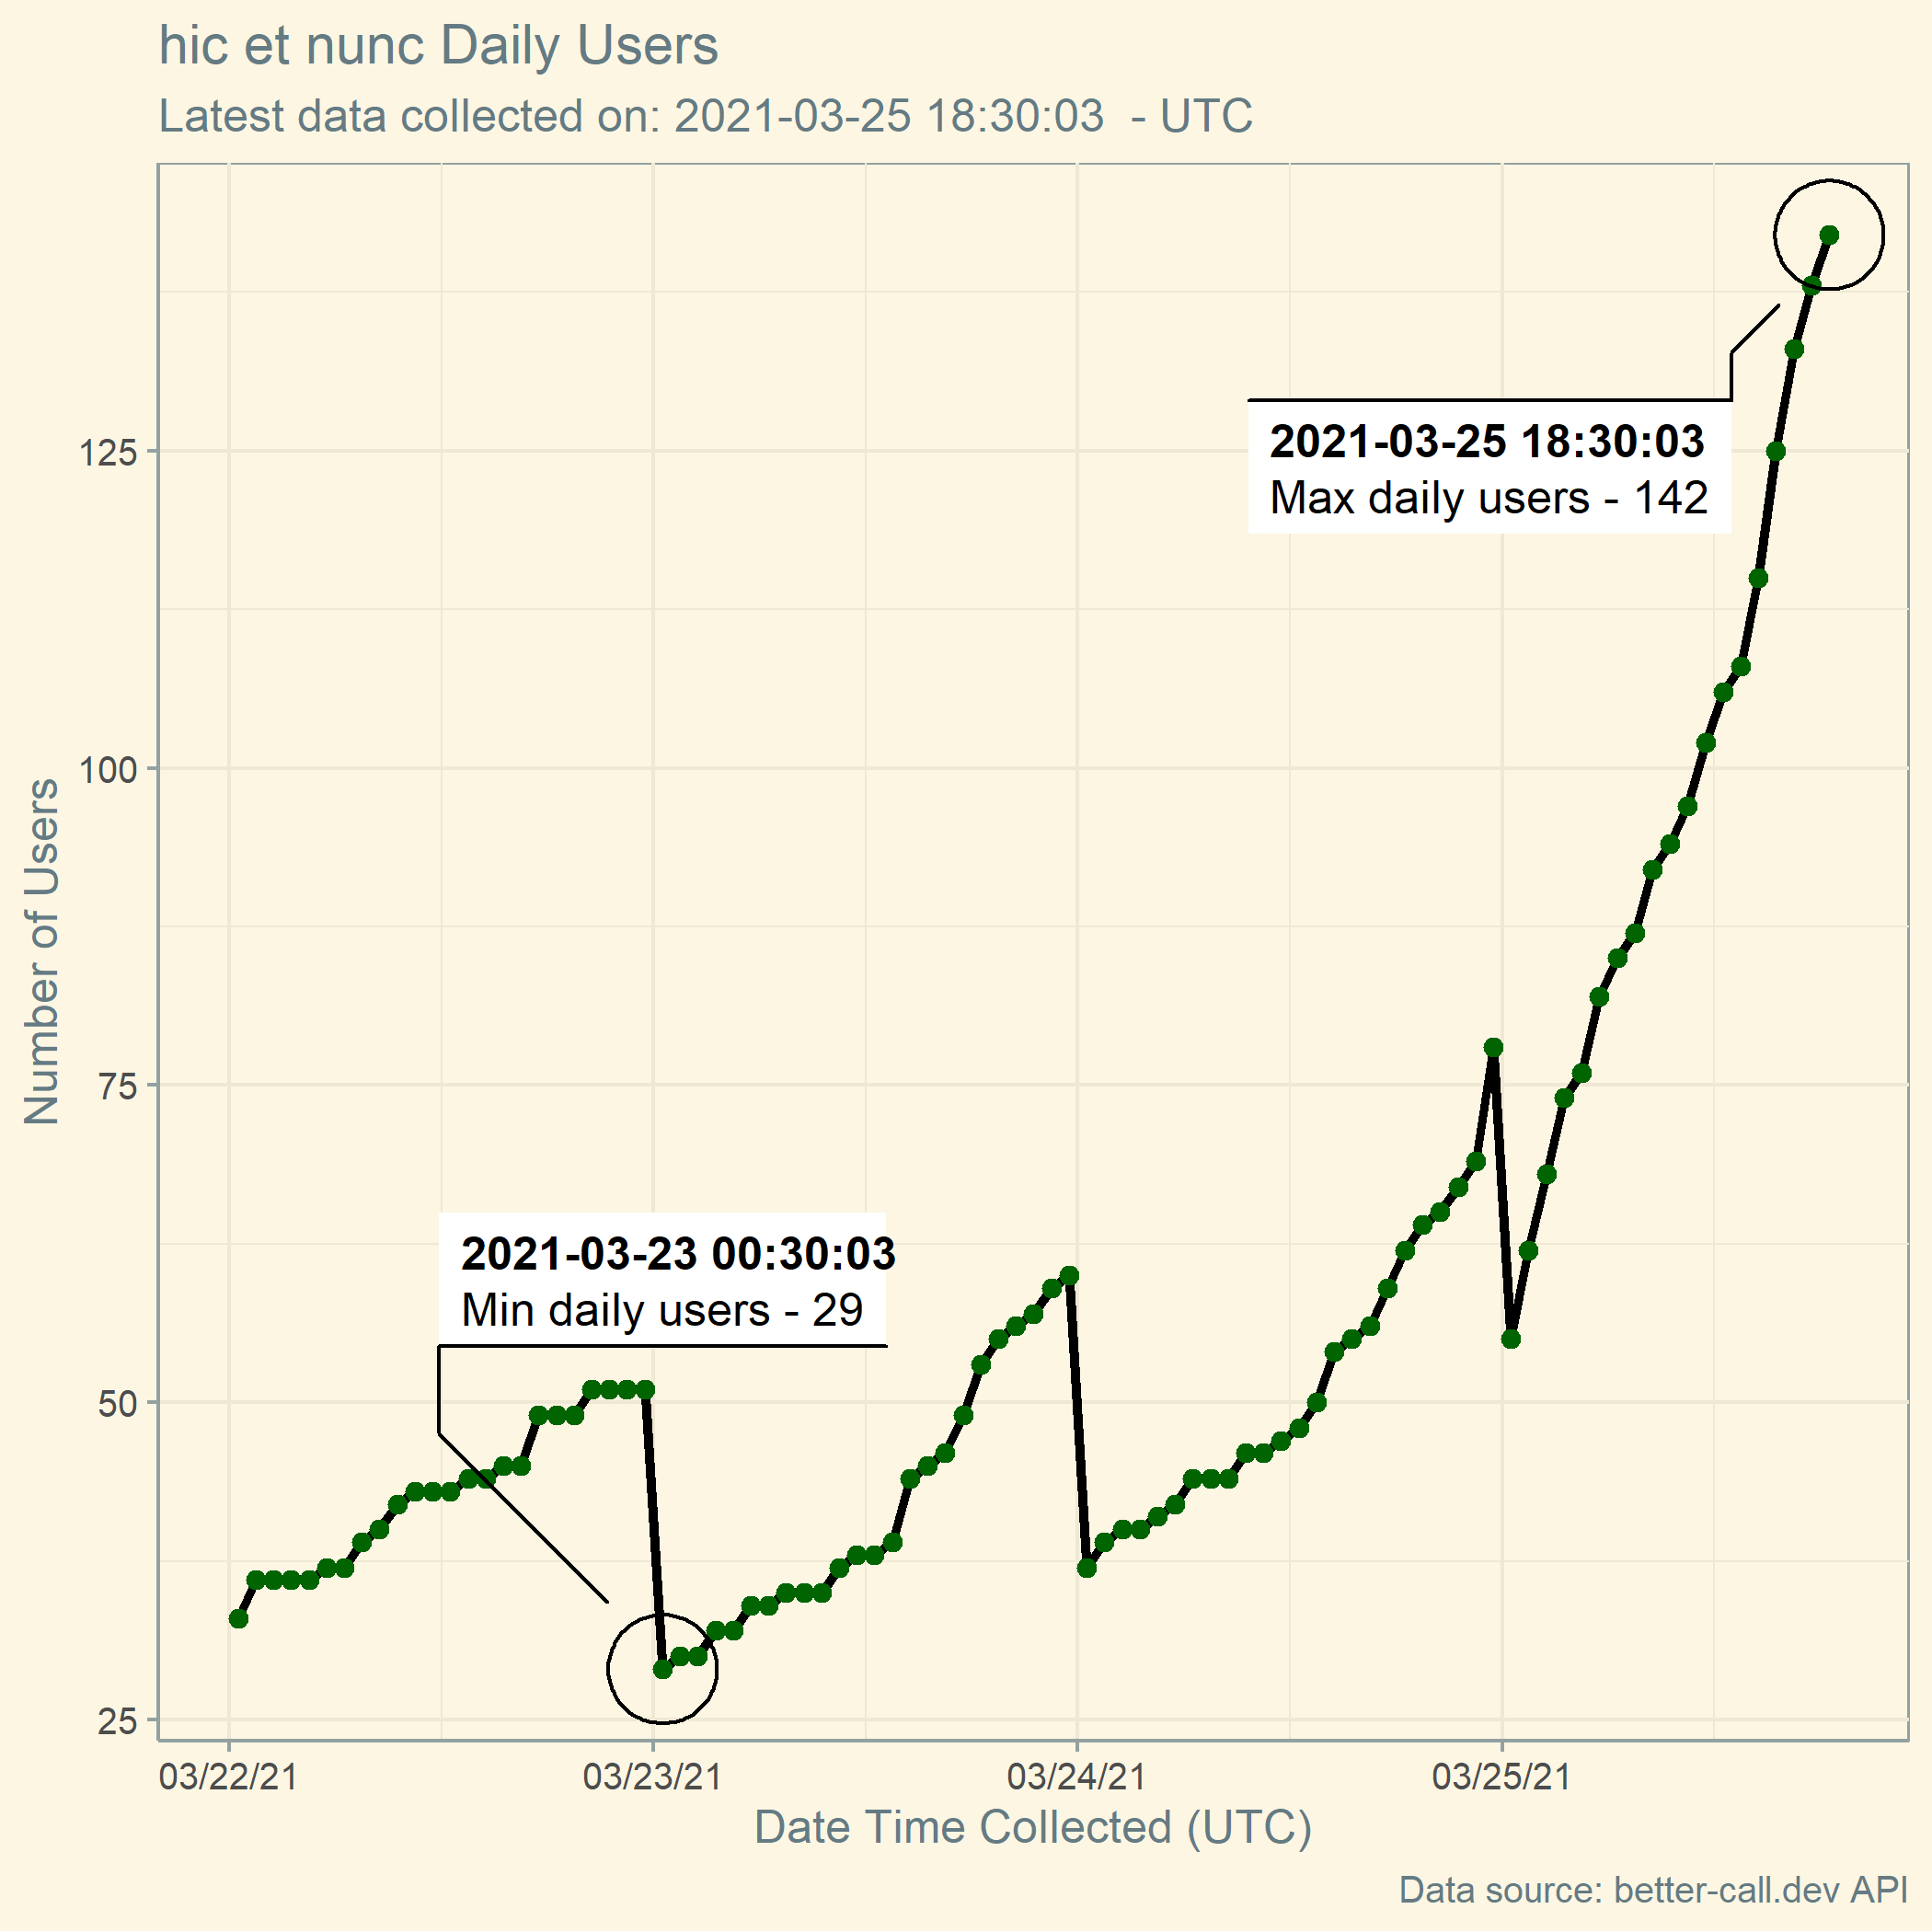 hic et nunc Daily Users
Latest data collected on: 2021-03-25 18:30:03  - UTC
2021-03-25 18:30:03
Max daily users - 142
125
100
75
50
25
Number of Users
2021-03-23 00:30:03
Min daily users - 29
03/22/21
03/23/21
03/24/21
03/25/21
Date Time Collected (UTC)
Data source: better-call.dev API